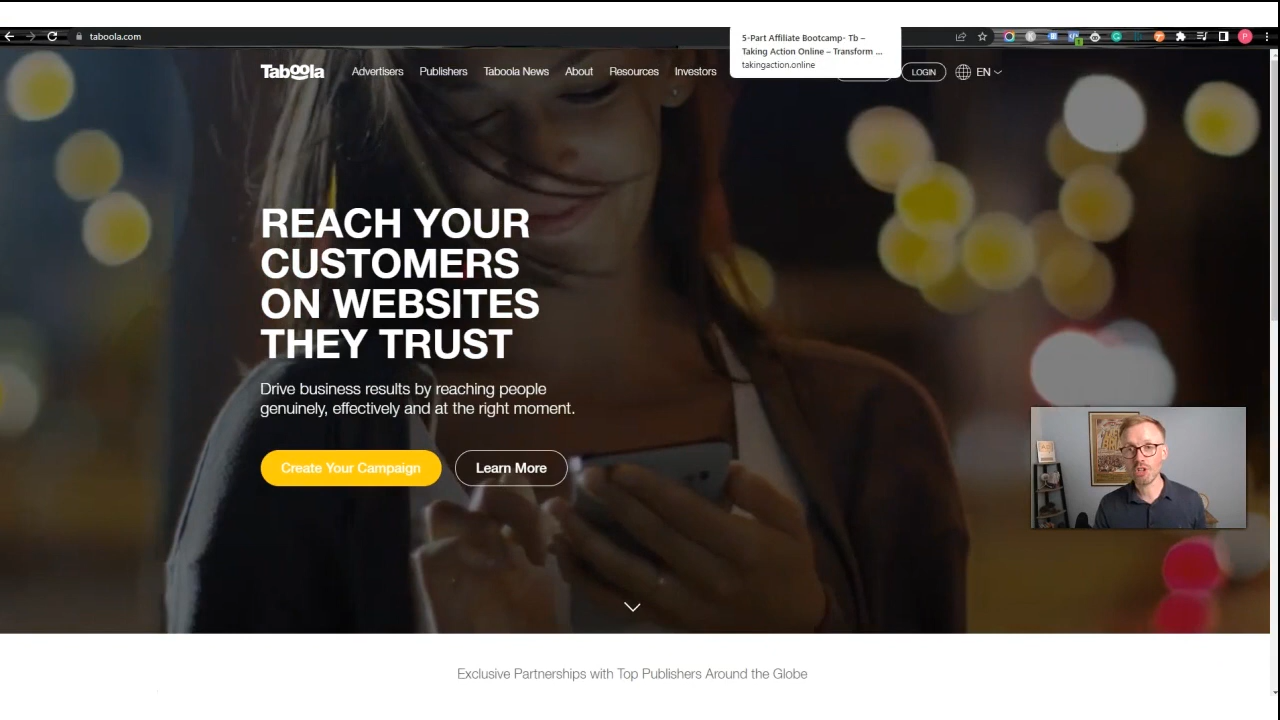 taboola.com
5-Part Affiliate Bootcamp- Tb –
Taking Action Online – Transform ...
takingaction.online
Taboola
Advertisers
Publishers
Taboola News
About
Resources
Investors
LOGIN
EN
REACH YOUR
CUSTOMERS
ON WEBSITES
THEY TRUST
Drive business results by reaching people
genuinely, effectively and at the right moment.
Create Your Campaign
Learn More
Exclusive Partnerships with Top Publishers Around the Globe